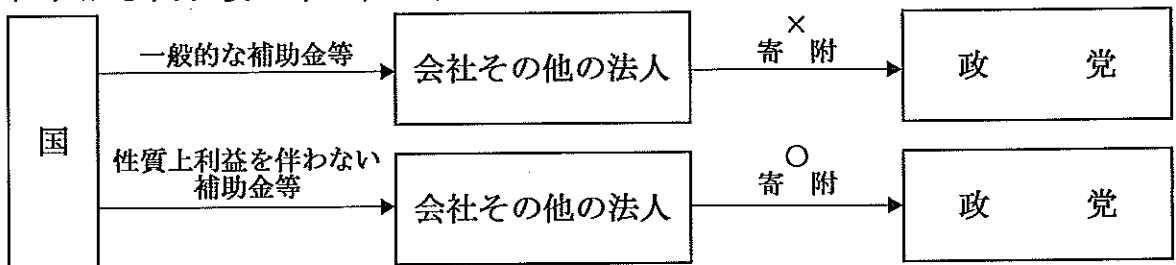 国
一般的な補助金等
会社その他の法人
×
寄 附
政 党
性質上利益を伴わない
補助金等
会社その他の法人
○
寄 附
政 党